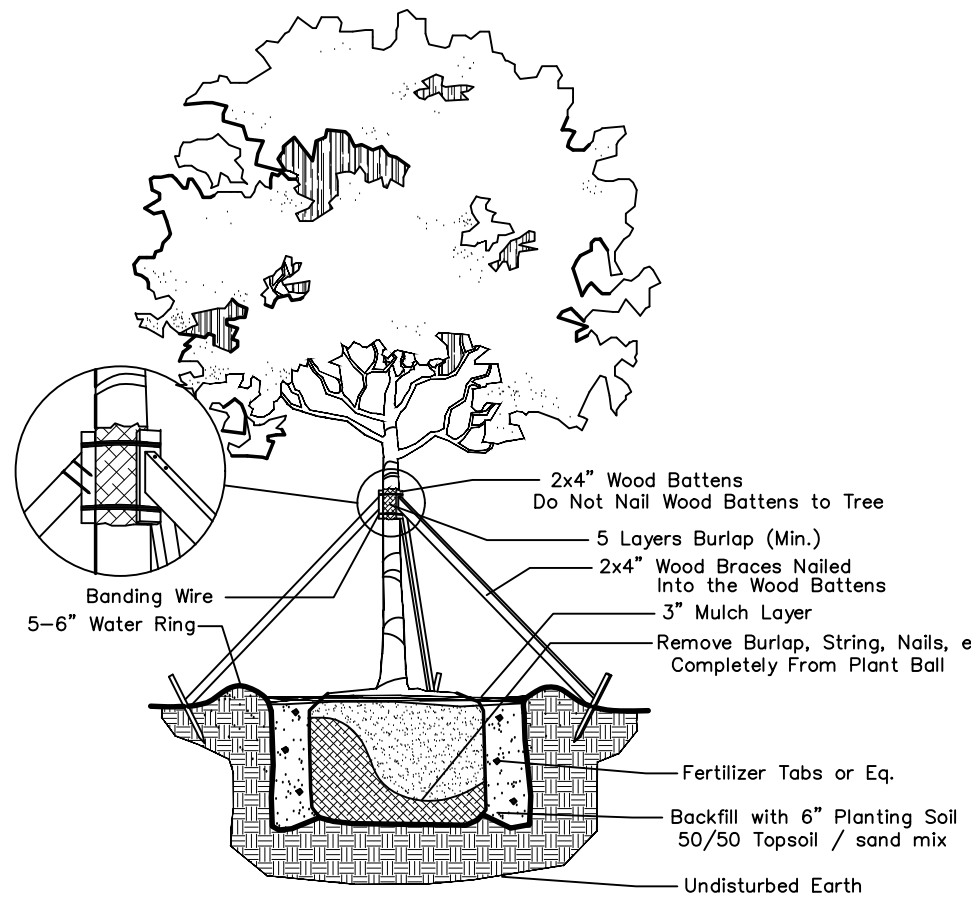 2x4” Wood Battens
Do Not Nail Wood Battens to Tree
5 Layers Burlap (Min.)
2x4” Wood Braces Nailed
Into the Wood Battens
Banding Wire
3” Mulch Layer
5-6” Water Ring
Remove Burlap, String, Nails, e
Completely From Plant Ball
Fertilizer Tabs or Eq.
Backfill with 6” Planting Soil
50/50 Topsoil / sand mix
Undisturbed Earth